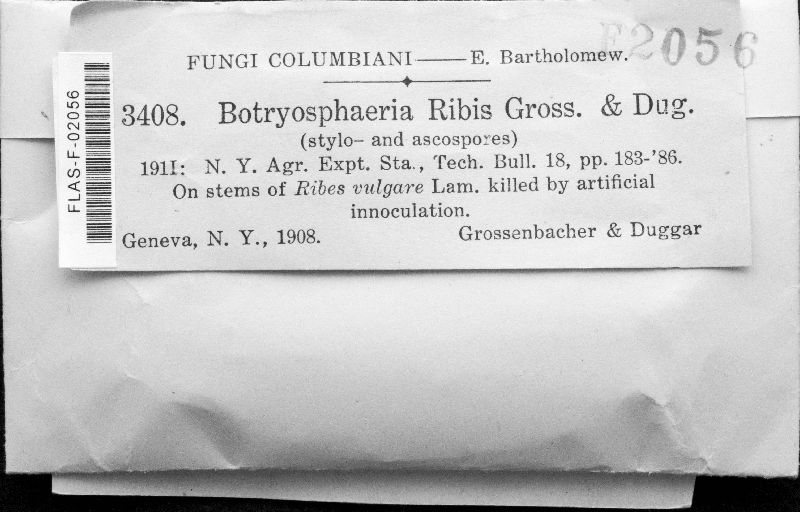 F2056
FUNGI COLUMBIANI—E. Bartholomew.
3408. Botryosphaeria Ribis Gross. & Dug.
(stylo- and ascospores)
1911: N. Y. Agr. Expt. Sta., Tech. Bull. 18, pp. 183-'86.
On stems of Ribes vulgare Lam. killed by artificial
innoculation.
Geneva, N. Y., 1908. Grossenbacher & Duggar
FLAS-F-02056